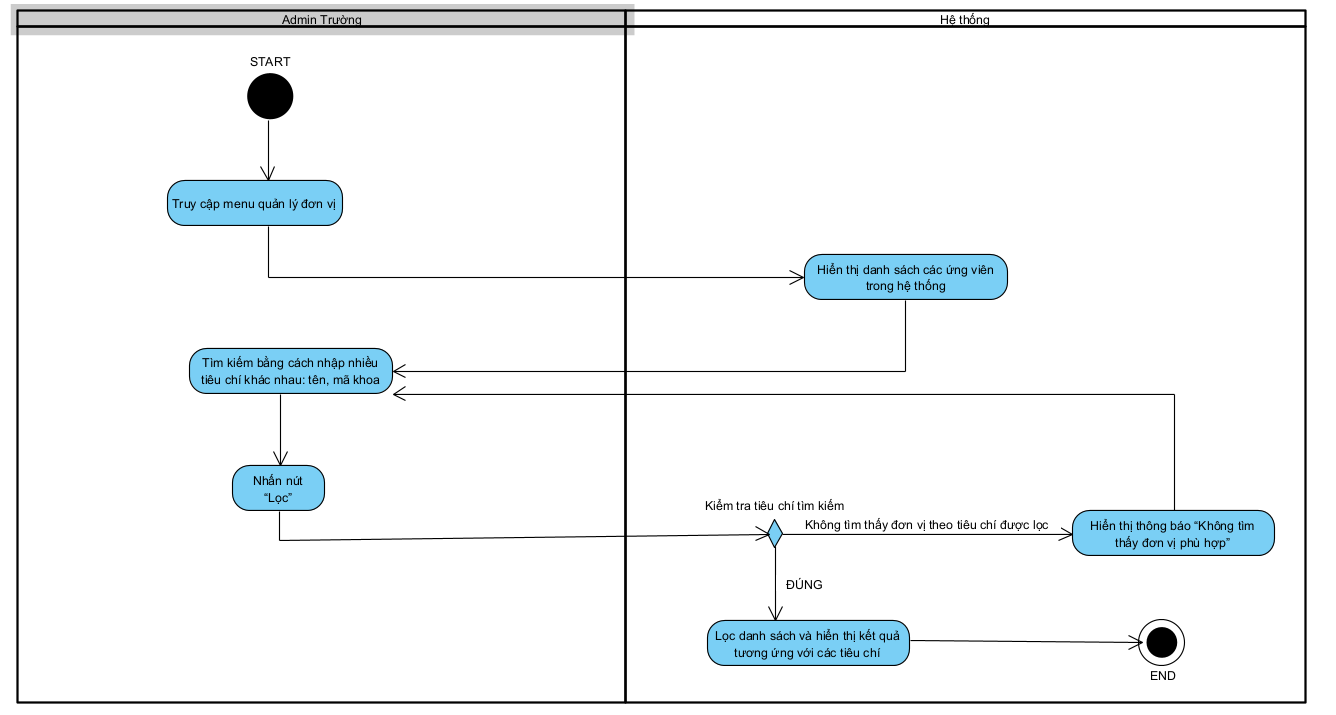 Admin Trường
Hệ thống
START
Truy cập menu quản lý đơn vị
Hiển thị danh sách các ứng viên
trong hệ thống
Tìm kiếm bằng cách nhập nhiều
tiêu chí khác nhau: tên, mã khoa
Nhấn nút
“Lọc”
Kiểm tra tiêu chí tìm kiếm
Không tìm thấy đơn vị theo tiêu chí được lọc
Hiển thị thông báo “Không tìm
thấy đơn vị phù hợp”
ĐÚNG
Lọc danh sách và hiển thị kết quả
tương ứng với các tiêu chí
END